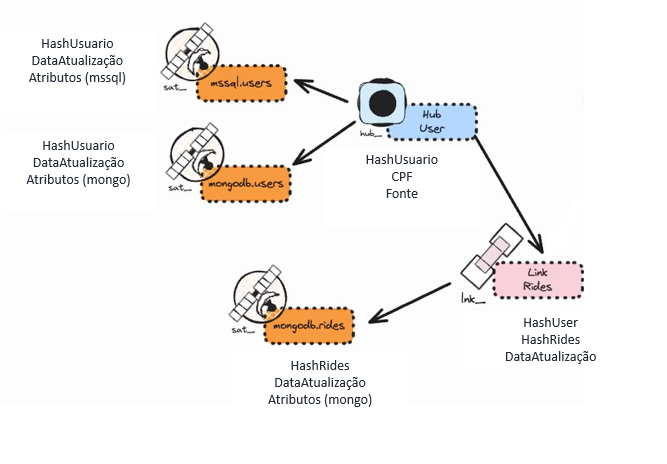 HashUsuario
DataAtualização
Atributos (mssql)
sat_
mssql.users
hub_
Hub
User
HashUsuario
CPF
Fonte
HashUsuario
DataAtualização
Atributos (mongo)
sat_
mongodb.users
lnk_
Link
Rides
HashUser
HashRides
DataAtualização
sat_
mongodb.rides
HashRides
DataAtualização
Atributos (mongo)